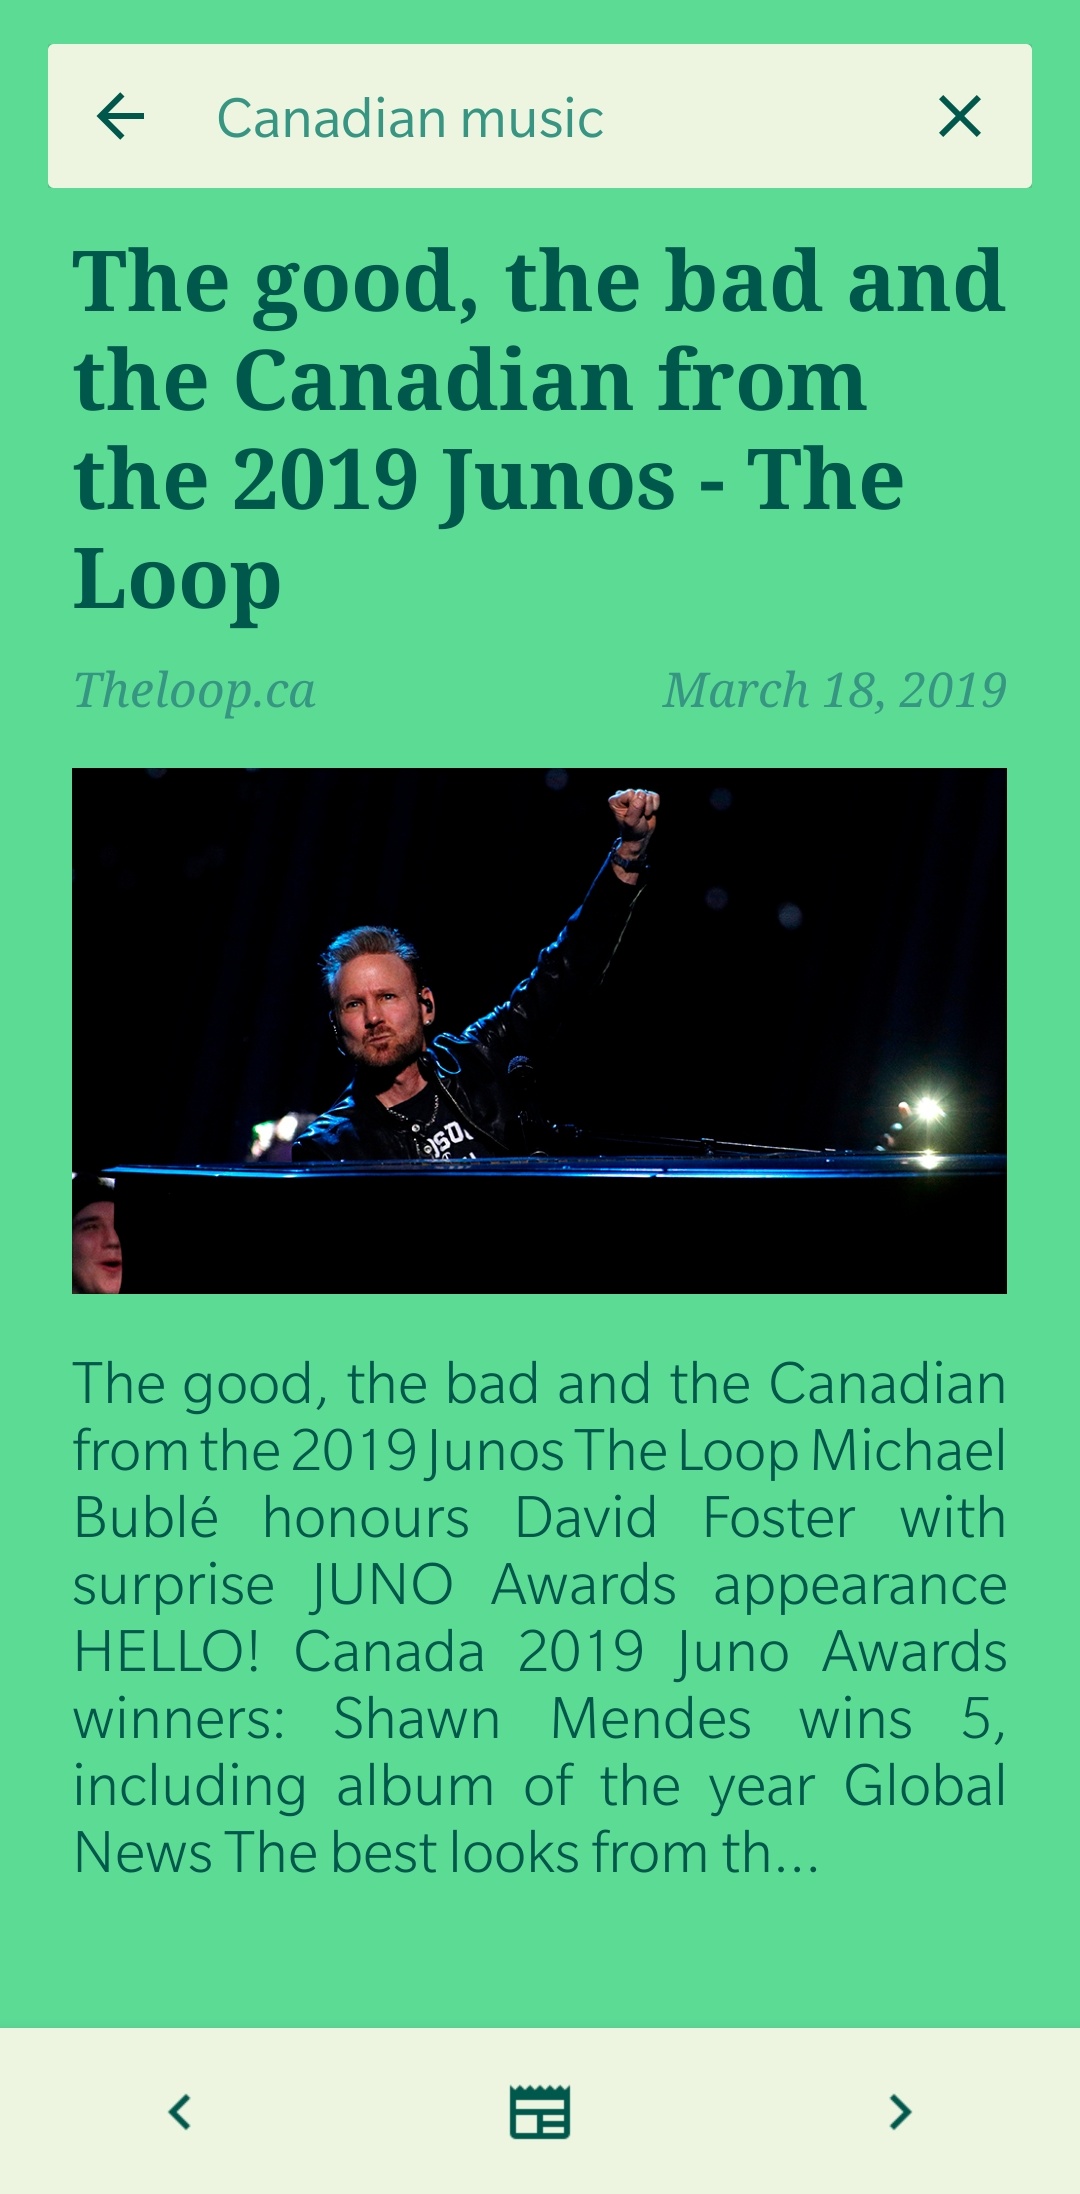 Canadian music
The good, the bad and
the Canadian from
the 2019 Junos - The
Loop
Theloop.ca
March 18, 2019
The good, the bad and the Canadian
from the 2019 Junos The Loop Michael
Bublé honours David Foster with
surprise JUNO Awards appearance
HELLO! Canada 2019 Juno Awards
winners: Shawn Mendes wins 5,
including album of the year Global
News The best looks from th...